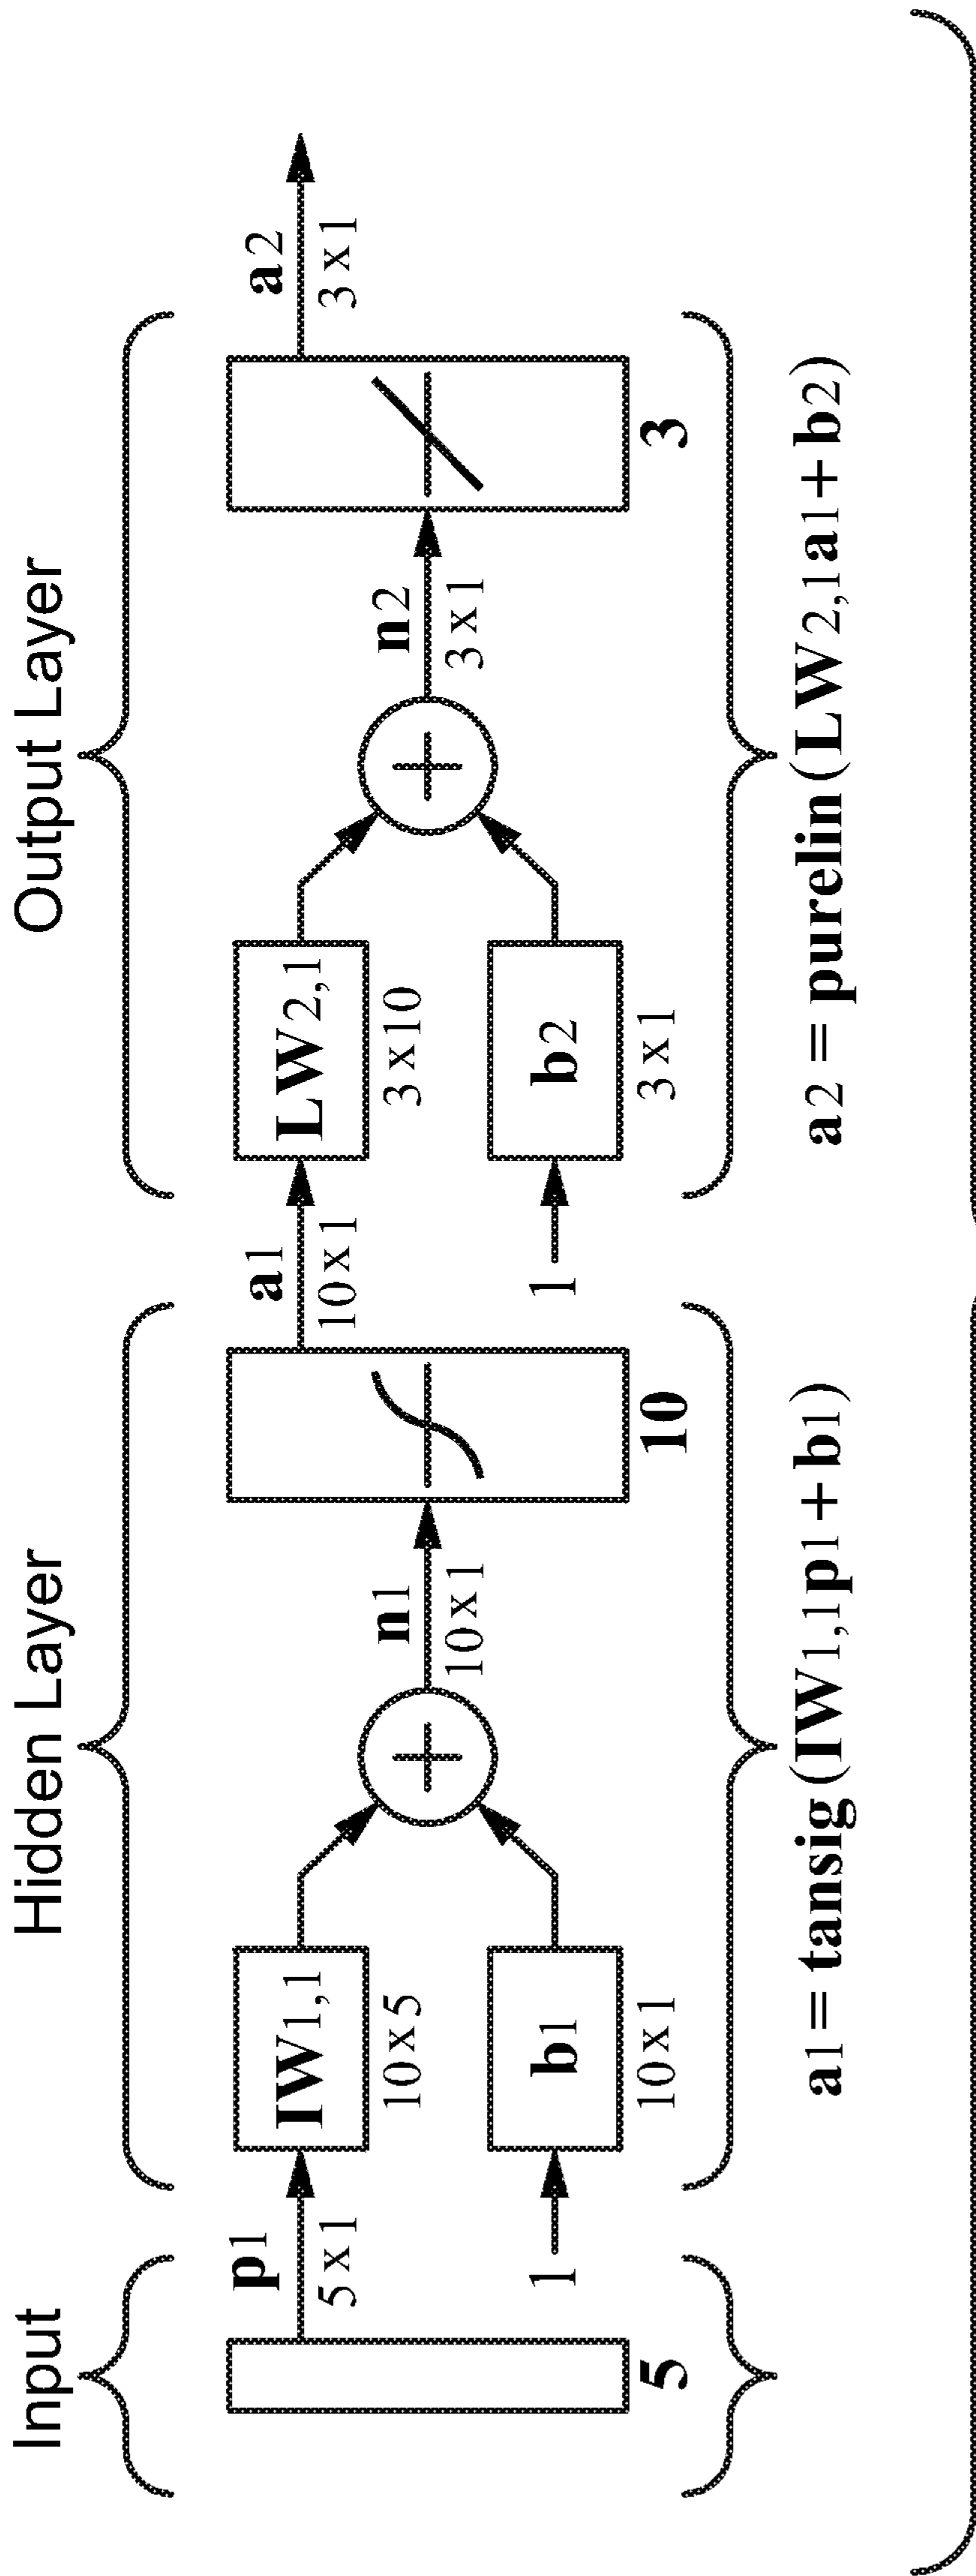 Input
Hidden Layer
Output Layer
p1
5 x 1
5
IW1,1
10 x 5
1
b1
10 x 1
n1
10 x 1
10
a1
10 x 1
LW2,1
3 x 10
1
b2
3 x 1
n2
3 x 1
3
a2
3 x 1
a1 = tansig (IW1,1p1 + b1)
a2 = purelin (LW2,1a1 + b2)